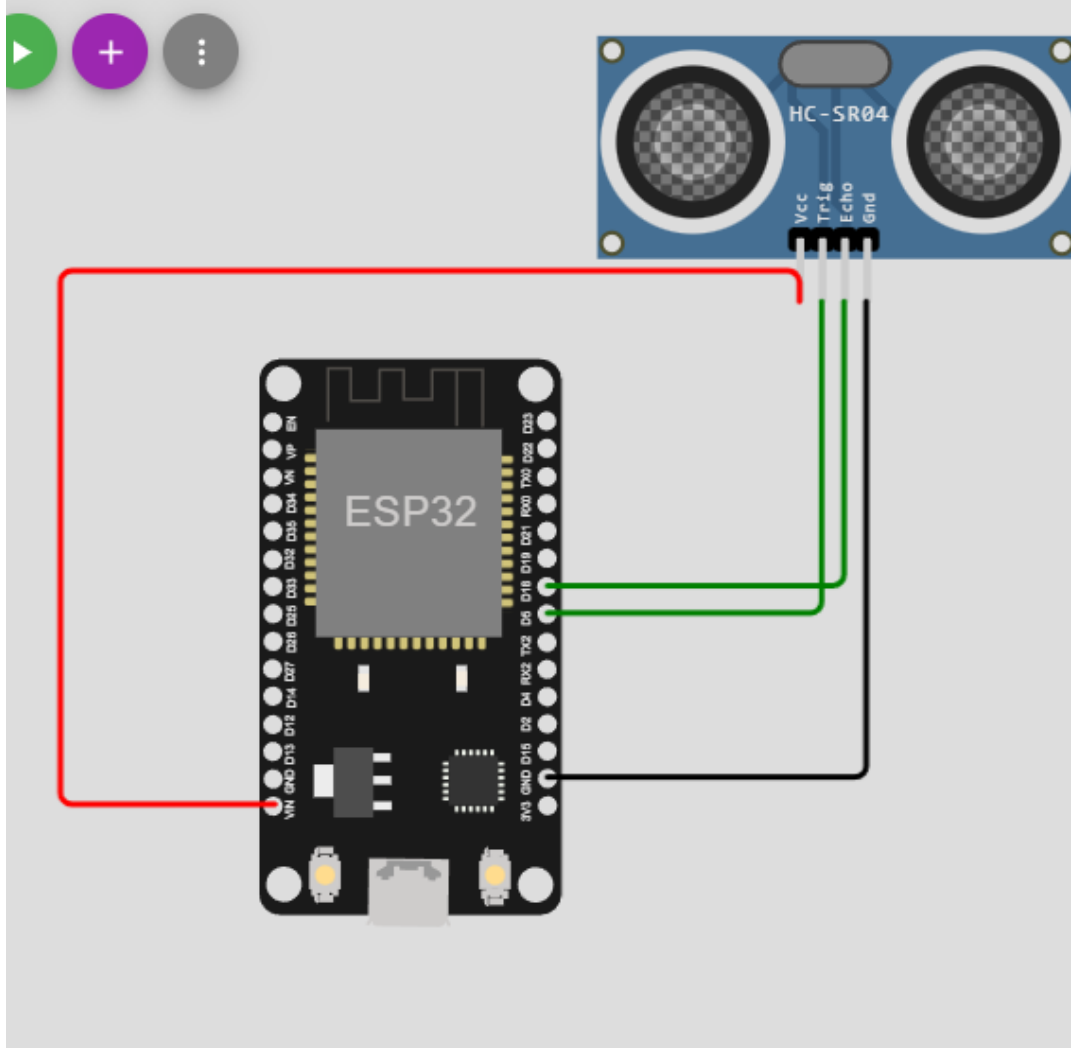 HC-SR04
Vcc
Trig
Echo
Gnd
ESP32
EN
VP
VN
D34
D35
D32
D33
D25
D26
D27
D14
D12
D13
GND
VIN
D23
D22
TX0
RX0
D21
D19
D18
D5
TX2
RX2
D4
D2
D15
GND
3V3